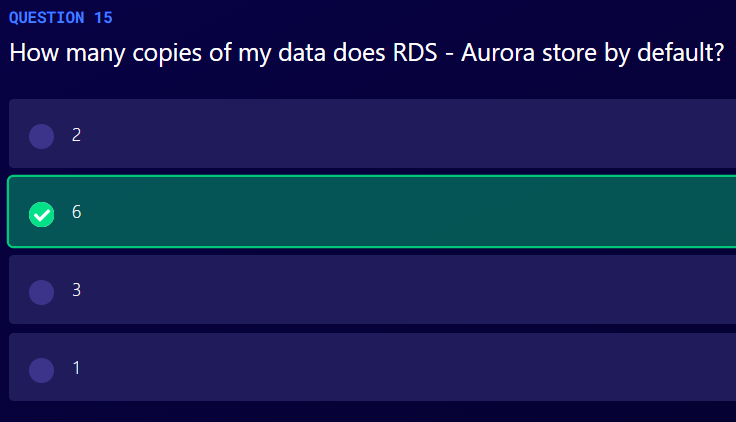 QUESTION 15
How many copies of my data does RDS - Aurora store by default?
2
6
3
1